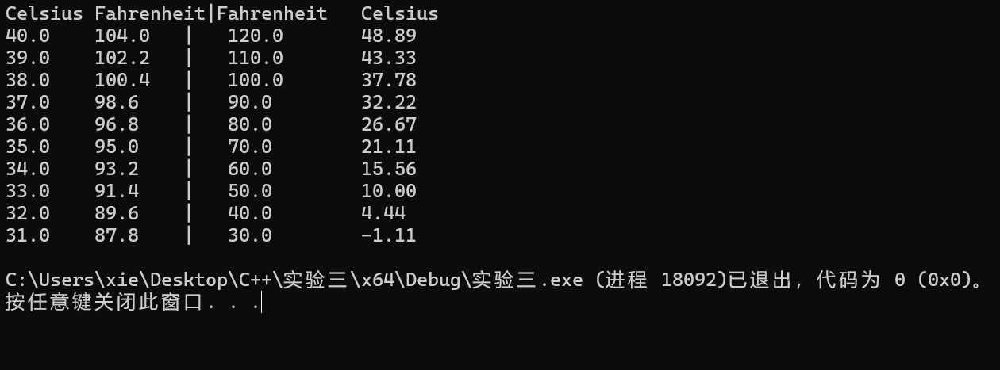 Celsius Fahrenheit|Fahrenheit   Celsius
40.0    104.0   |   120.0       48.89
39.0    102.2   |   110.0       43.33
38.0    100.4   |   100.0       37.78
37.0    98.6    |   90.0        32.22
36.0    96.8    |   80.0        26.67
35.0    95.0    |   70.0        21.11
34.0    93.2    |   60.0        15.56
33.0    91.4    |   50.0        10.00
32.0    89.6    |   40.0        4.44
31.0    87.8    |   30.0        -1.11
C:\Users\xie\Desktop\C++\实验三\x64\Debug\实验三.exe (进程 18092)已退出，代码为 0 (0x0)。
按任意键关闭此窗口. . .